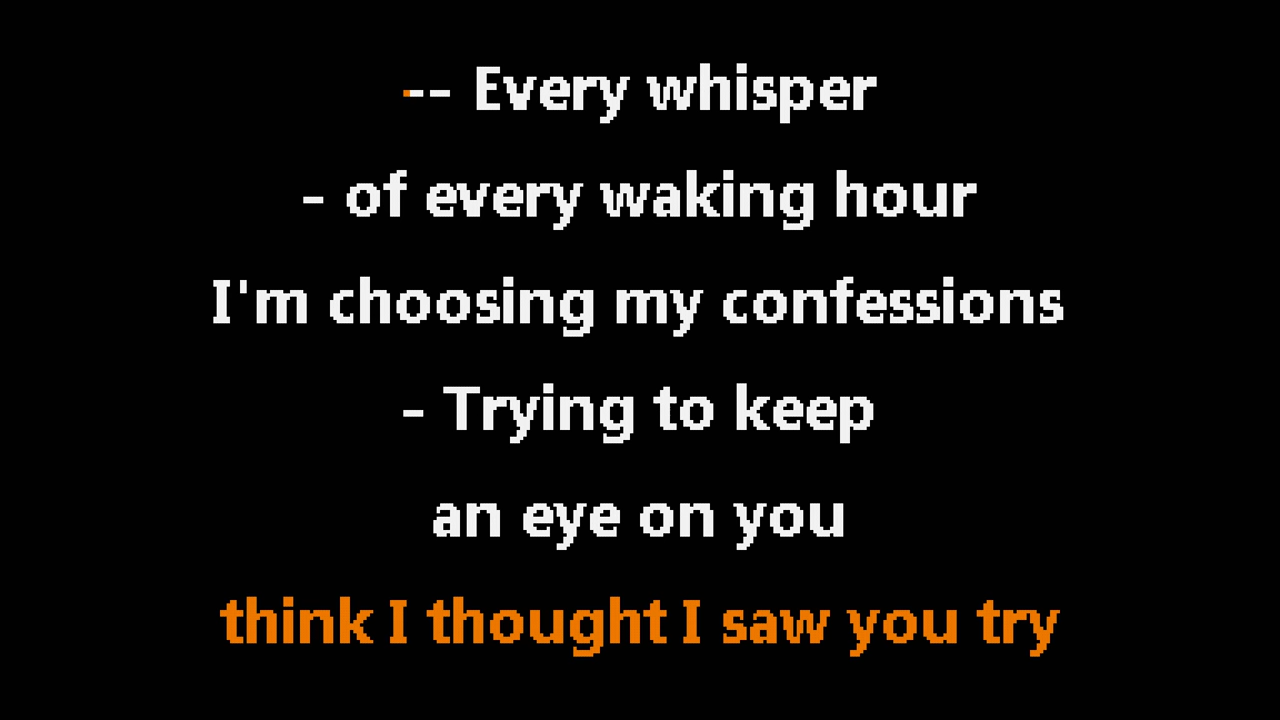 -- Every whisper
- of every waking hour
I'm choosing my confessions
- Trying to keep
an eye on you
think I thought I saw you try